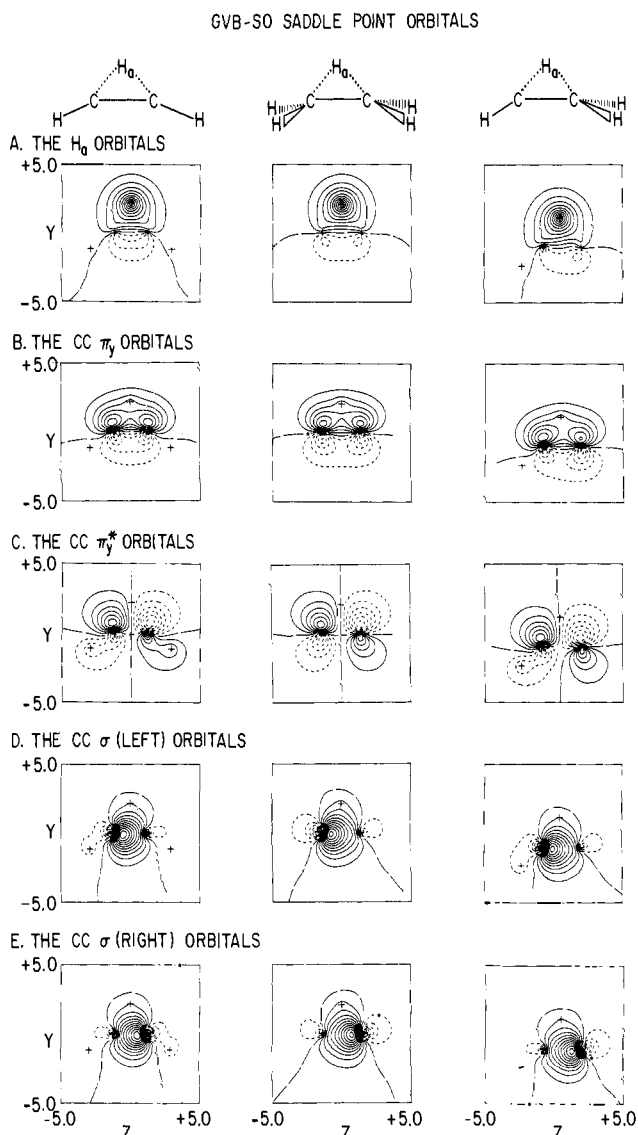 GVB-SO SADDLE POINT ORBITALS
Ha Ha Ha
H C C H H H C C H H H C C H H
A. THE Ha ORBITALS
+5.0
Y
-5.0
B. THE CC πy ORBITALS
+5.0
Y
-5.0
C. THE CC πy* ORBITALS
+5.0
Y
-5.0
D. THE CC σ (LEFT) ORBITALS
+5.0
Y
-5.0
E. THE CC σ (RIGHT) ORBITALS
+5.0
Y
-5.0
-5.0 +5.0 -5.0 +5.0 -5.0 +5.0
Z Z Z